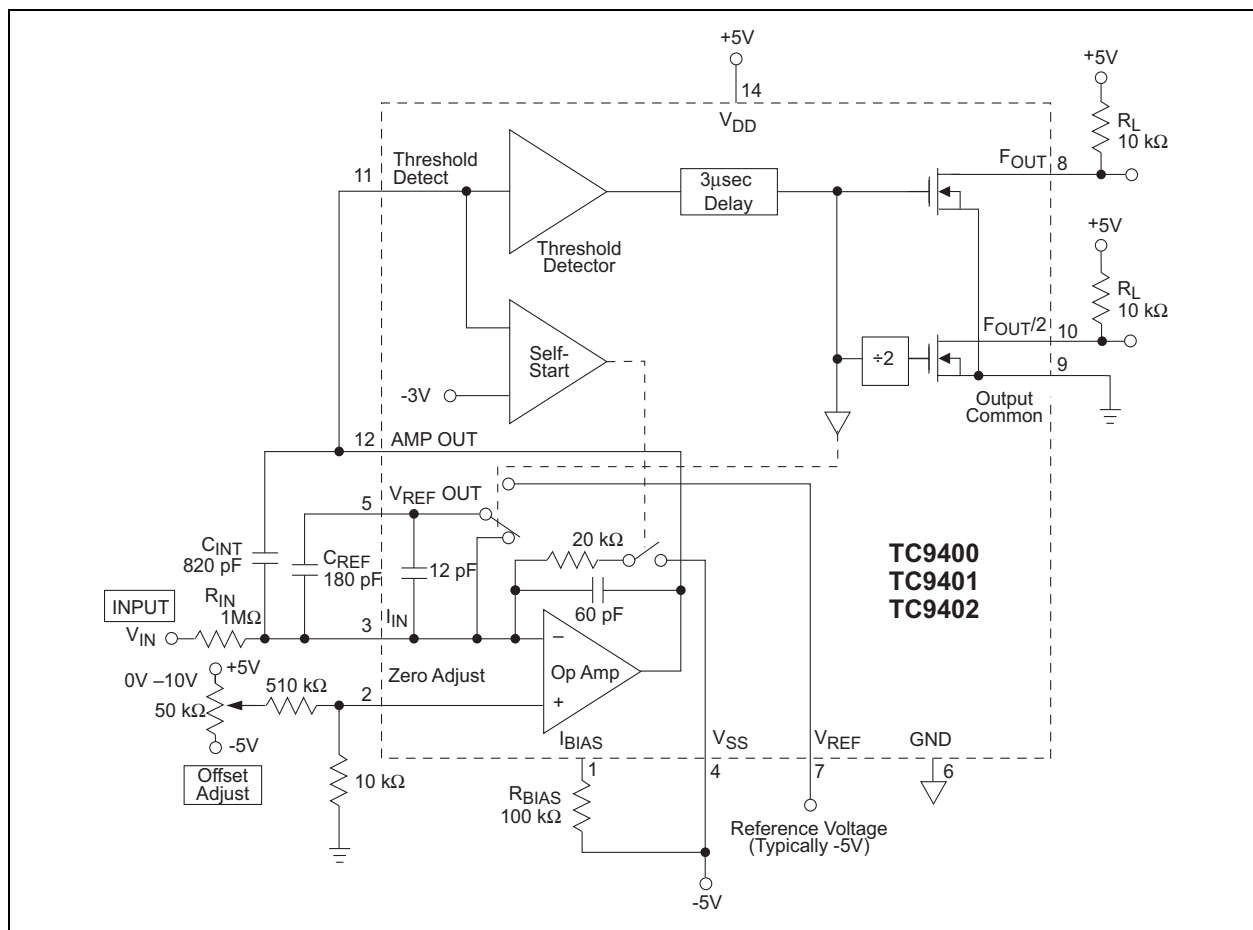 +5V
14
V_DD
+5V
R_L
10 kΩ
F_OUT
8
11
Threshold
Detect
3μsec
Delay
Threshold
Detector
+5V
R_L
10 kΩ
F_OUT/2
10
Self-
Start
÷2
9
-3V
Output
Common
12
AMP OUT
5
V_REF OUT
C_INT
820 pF
C_REF
180 pF
12 pF
20 kΩ
60 pF
TC9400
TC9401
TC9402
INPUT
R_IN
1MΩ
V_IN
3
I_IN
–
Op Amp
+
0V –10V
+5V
510 kΩ
2
Zero Adjust
50 kΩ
-5V
Offset
Adjust
10 kΩ
I_BIAS
V_SS
V_REF
GND
1
4
7
6
R_BIAS
100 kΩ
Reference Voltage
(Typically -5V)
-5V